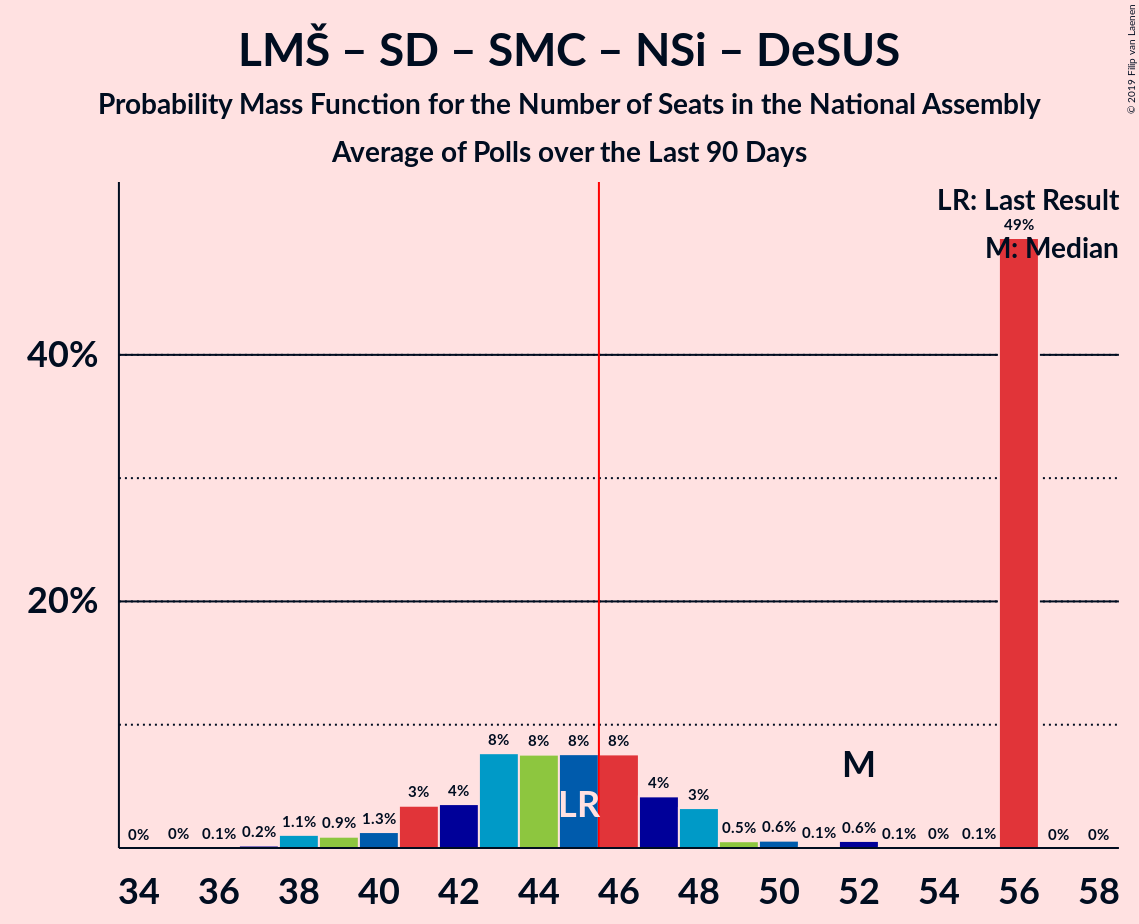 LMŠ – SD – SMC – NSi – DeSUS
Probability Mass Function for the Number of Seats in the National Assembly
Average of Polls over the Last 90 Days
© 2019 Filip van Laenen
LR: Last Result
49%
M: Median
40%
20%
0% 0% 0.1% 0.2% 1.1% 0.9% 1.3% 3% 4% 8% 8% 8% 8% 4% 3% 0.5% 0.6% 0.1% 0.6% 0.1% 0% 0.1% 0% 0%
M
LR
34 36 38 40 42 44 46 48 50 52 54 56 58